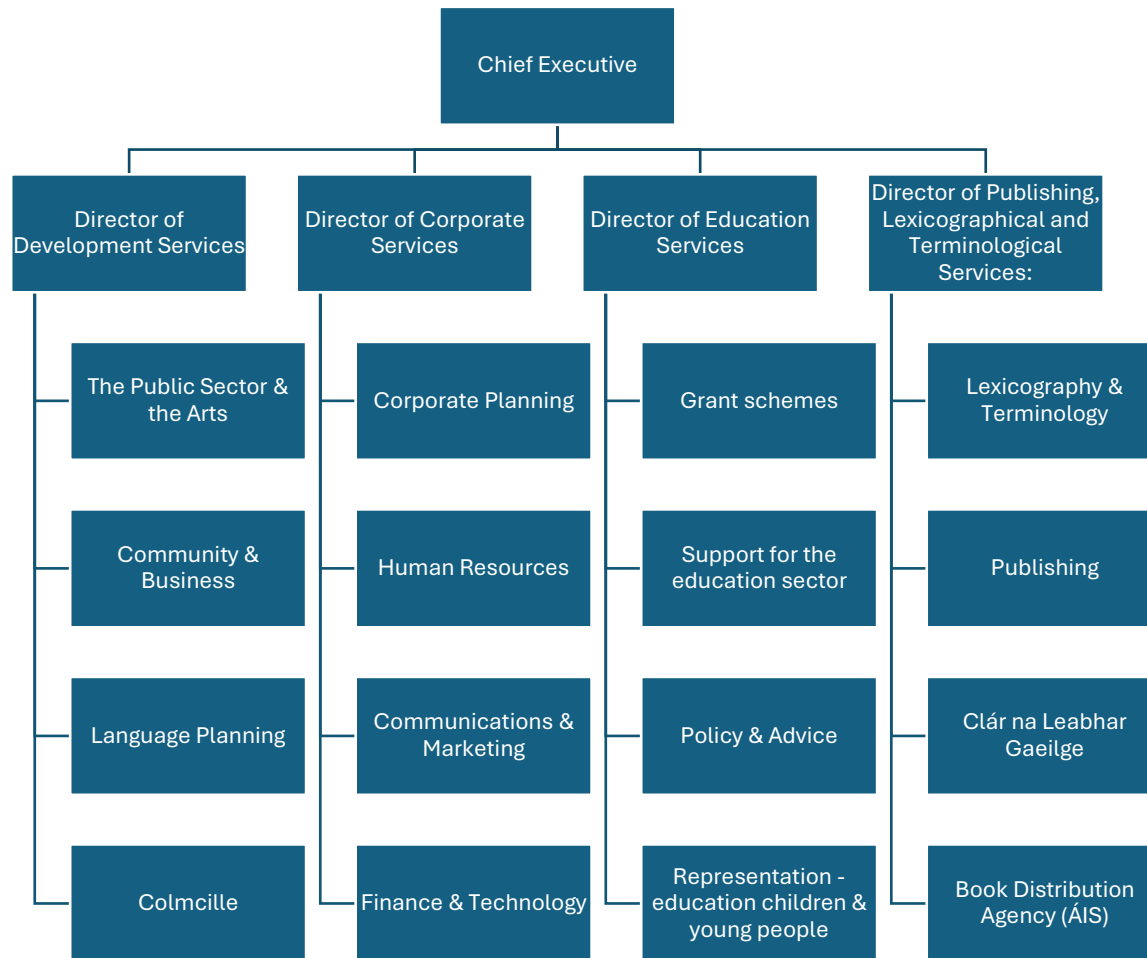 Chief Executive
Director of
Development Services
Director of Corporate
Services
Director of Education
Services
Director of Publishing,
Lexicographical and
Terminological
Services:
The Public Sector &
the Arts
Corporate Planning
Grant schemes
Lexicography &
Terminology
Community &
Business
Human Resources
Support for the
education sector
Publishing
Language Planning
Communications &
Marketing
Policy & Advice
Clár na Leabhar
Gaeilge
Colmcille
Finance & Technology
Representation -
education children &
young people
Book Distribution
Agency (ÁIS)